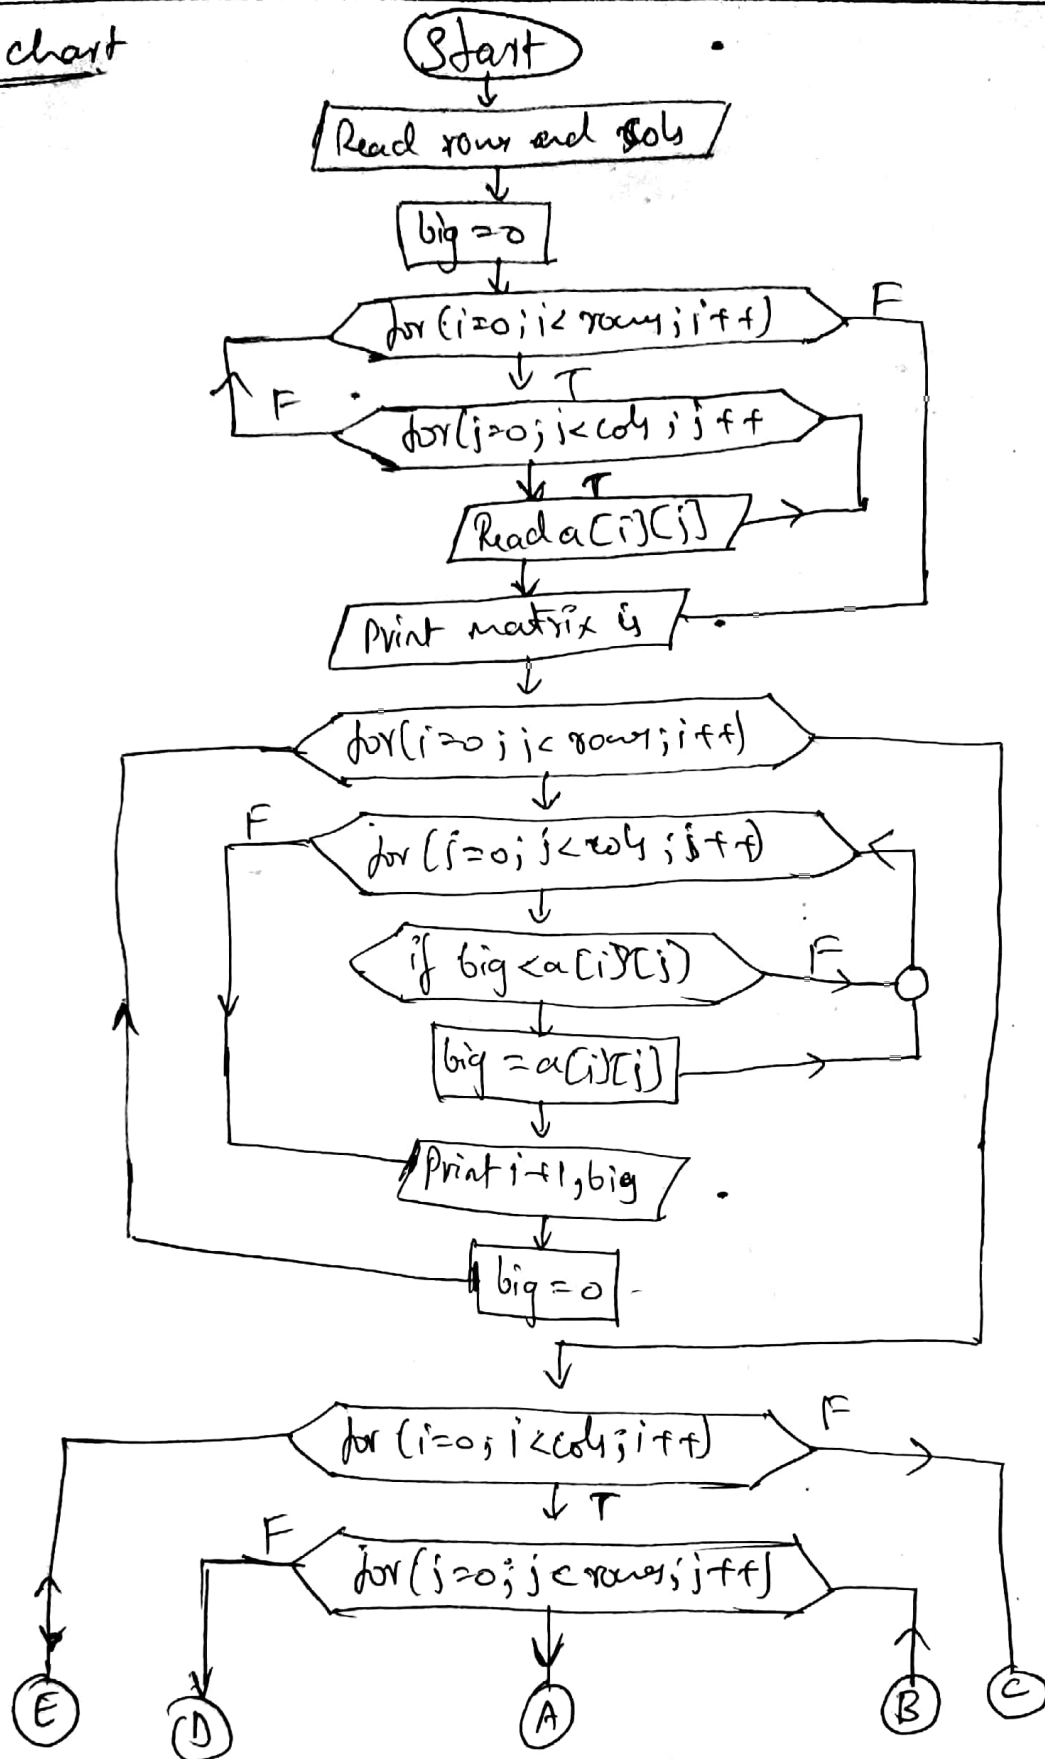 chart
Start
Read rows and cols
big=0
for (i=0; i< rows; i++)
F
T
F
for(j=0; j<cols; j++
T
Read a[i][j]
Print matrix is
for(i=0; i< rows; i++)
F
for (j=0; j<cols; j++)
if big <a[i][j]
F
big = a[i][j]
Print i+1, big
big = 0
for (i=0; i<cols; i++)
F
T
F
for (j=0; j<rows; j++)
E
D
A
B
C